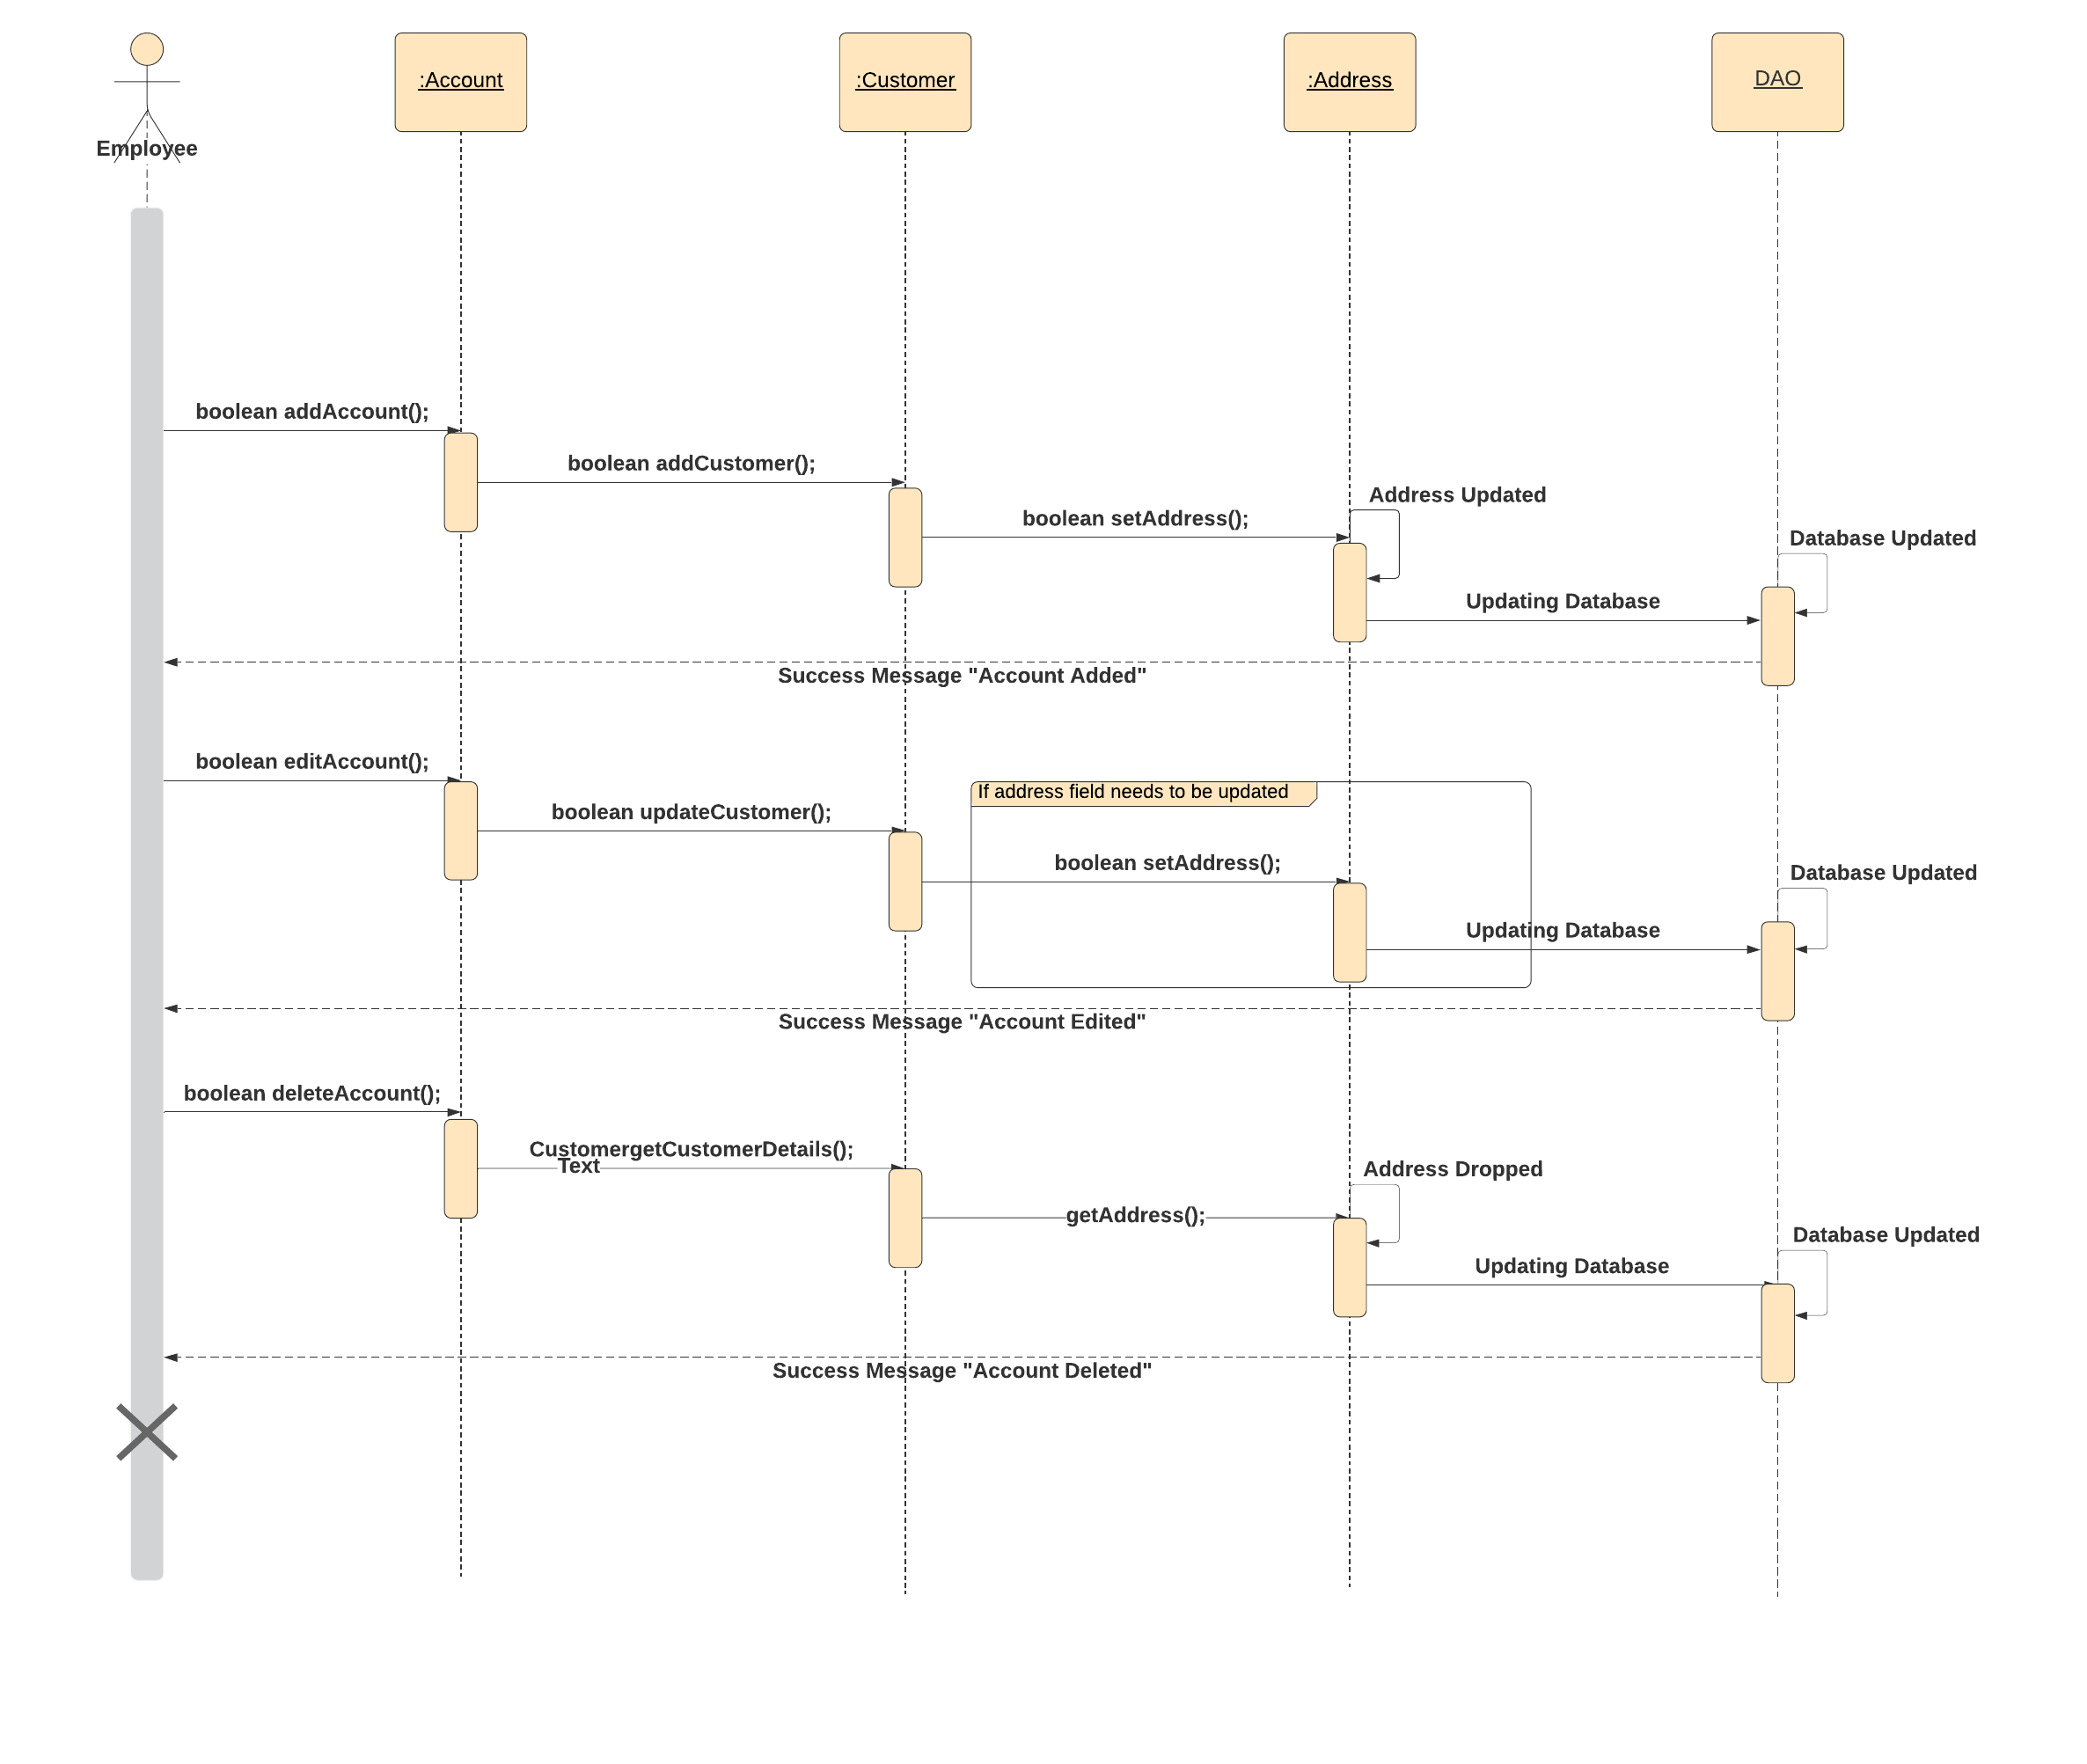 :Account
:Customer
:Address
DAO
Employee
boolean addAccount();
boolean addCustomer();
Address Updated
boolean setAddress();
Database Updated
Updating Database
Success Message "Account Added"
boolean editAccount();
If address field needs to be updated
boolean updateCustomer();
boolean setAddress();
Database Updated
Updating Database
Success Message "Account Edited"
boolean deleteAccount();
CustomergetCustomerDetails();
Text
Address Dropped
getAddress();
Database Updated
Updating Database
Success Message "Account Deleted"